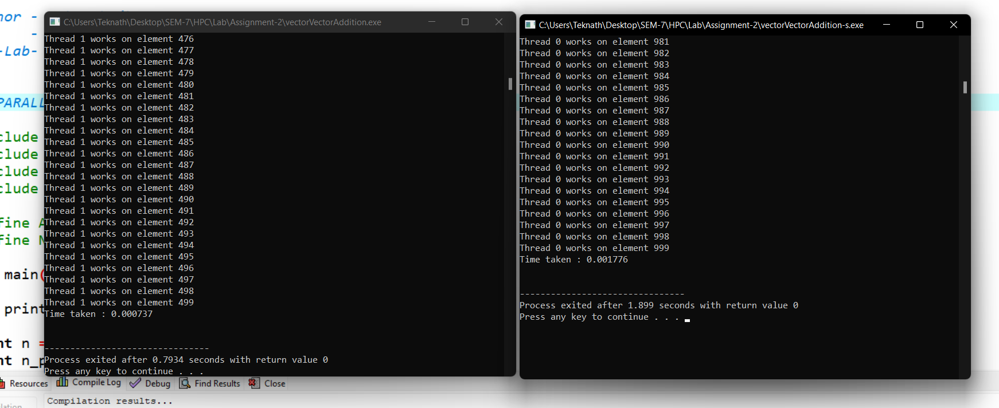 nor -
-
-Lab-
PARALL
clude
clude
clude
clude
fine A
fine N
main(
print
nt n =
nt n_p
C:\Users\Teknath\Desktop\SEM-7\HPC\Lab\Assignment-2\vectorVectorAddition.exe
Thread 1 works on element 476
Thread 1 works on element 477
Thread 1 works on element 478
Thread 1 works on element 479
Thread 1 works on element 480
Thread 1 works on element 481
Thread 1 works on element 482
Thread 1 works on element 483
Thread 1 works on element 484
Thread 1 works on element 485
Thread 1 works on element 486
Thread 1 works on element 487
Thread 1 works on element 488
Thread 1 works on element 489
Thread 1 works on element 490
Thread 1 works on element 491
Thread 1 works on element 492
Thread 1 works on element 493
Thread 1 works on element 494
Thread 1 works on element 495
Thread 1 works on element 496
Thread 1 works on element 497
Thread 1 works on element 498
Thread 1 works on element 499
Time taken : 0.000737
--------------------------------
Process exited after 0.7934 seconds with return value 0
Press any key to continue . . .
C:\Users\Teknath\Desktop\SEM-7\HPC\Lab\Assignment-2\vectorVectorAddition-s.exe
Thread 0 works on element 981
Thread 0 works on element 982
Thread 0 works on element 983
Thread 0 works on element 984
Thread 0 works on element 985
Thread 0 works on element 986
Thread 0 works on element 987
Thread 0 works on element 988
Thread 0 works on element 989
Thread 0 works on element 990
Thread 0 works on element 991
Thread 0 works on element 992
Thread 0 works on element 993
Thread 0 works on element 994
Thread 0 works on element 995
Thread 0 works on element 996
Thread 0 works on element 997
Thread 0 works on element 998
Thread 0 works on element 999
Time taken : 0.001776
--------------------------------
Process exited after 1.899 seconds with return value 0
Press any key to continue . . .
Resources Compile Log Debug Find Results Close
Compilation results...